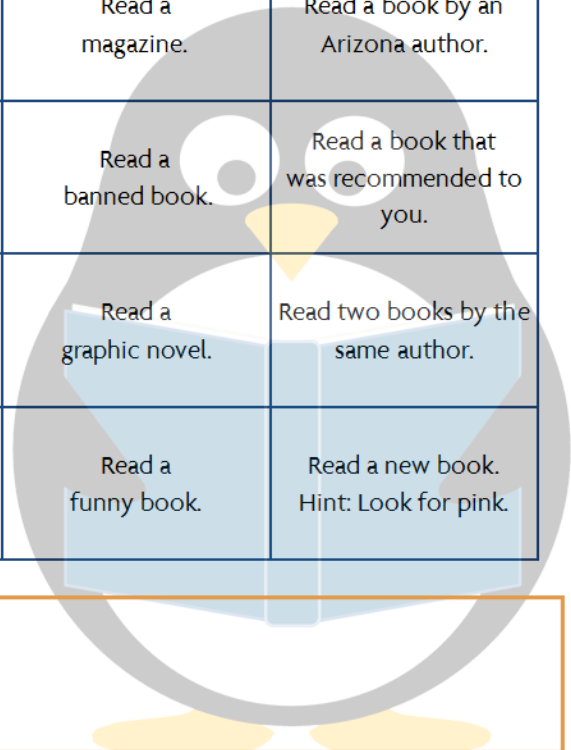 Read a
magazine.
Read a book by an
Arizona author.
Read a
banned book.
Read a book that
was recommended to
you.
Read a
graphic novel.
Read two books by the
same author.
Read a
funny book.
Read a new book.
Hint: Look for pink.